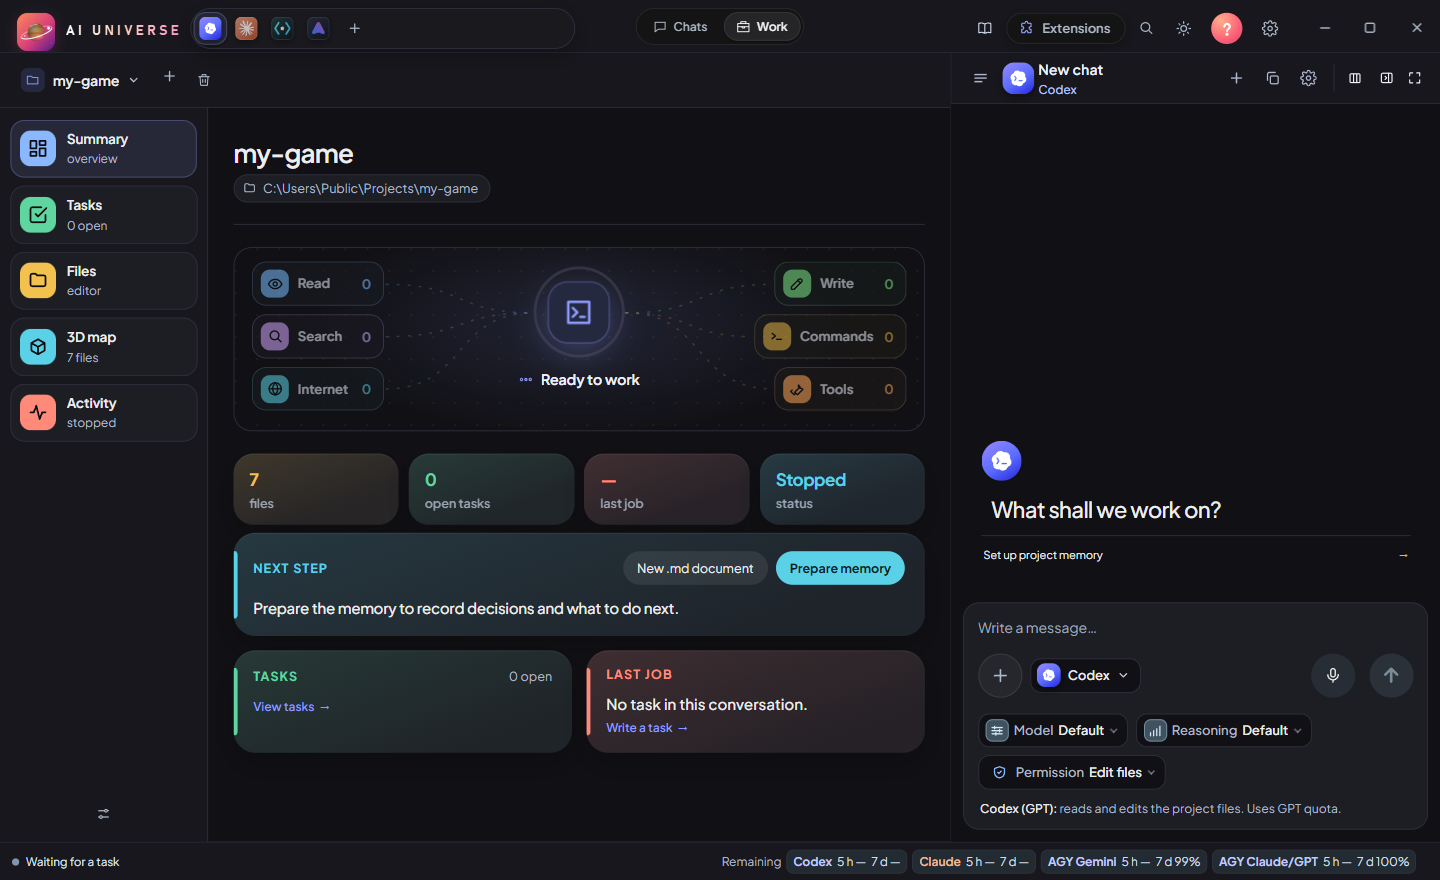 AI UNIVERSE
Chats
Work
Extensions
?
my-game
New chat
Codex
Summary
overview
Tasks
0 open
Files
editor
3D map
7 files
Activity
stopped
my-game
C:\Users\Public\Projects\my-game
Read 0
Search 0
Internet 0
Ready to work
Write 0
Commands 0
Tools 0
7
files
0
open tasks
—
last job
Stopped
status
NEXT STEP
New .md document
Prepare memory
Prepare the memory to record decisions and what to do next.
TASKS
0 open
View tasks →
LAST JOB
No task in this conversation.
Write a task →
What shall we work on?
Set up project memory →
Write a message...
Codex
Model Default
Reasoning Default
Permission Edit files
Codex (GPT): reads and edits the project files. Uses GPT quota.
Waiting for a task
Remaining
Codex 5 h — 7 d —
Claude 5 h — 7 d —
AGY Gemini 5 h — 7 d 99%
AGY Claude/GPT 5 h — 7 d 100%